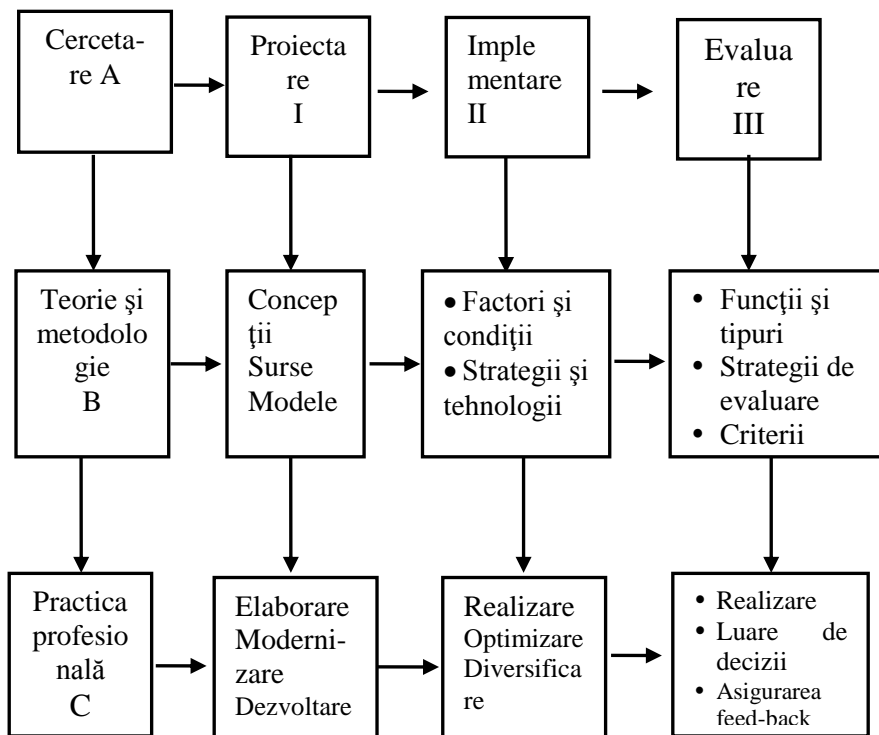 Cerceta-
re A
Proiecta
re
I
Imple
mentare
II
Evalua
re
III
Teorie şi
metodolo
gie
B
Concep
ţii
Surse
Modele
• Factori şi
condiţii
• Strategii şi
tehnologii
• Funcţii şi
tipuri
• Strategii de
evaluare
• Criterii
Practica
profesio
nală
C
Elaborare
Moderni-
zare
Dezvoltare
Realizare
Optimizare
Diversifica
re
• Realizare
• Luare de
decizii
• Asigurarea
feed-back